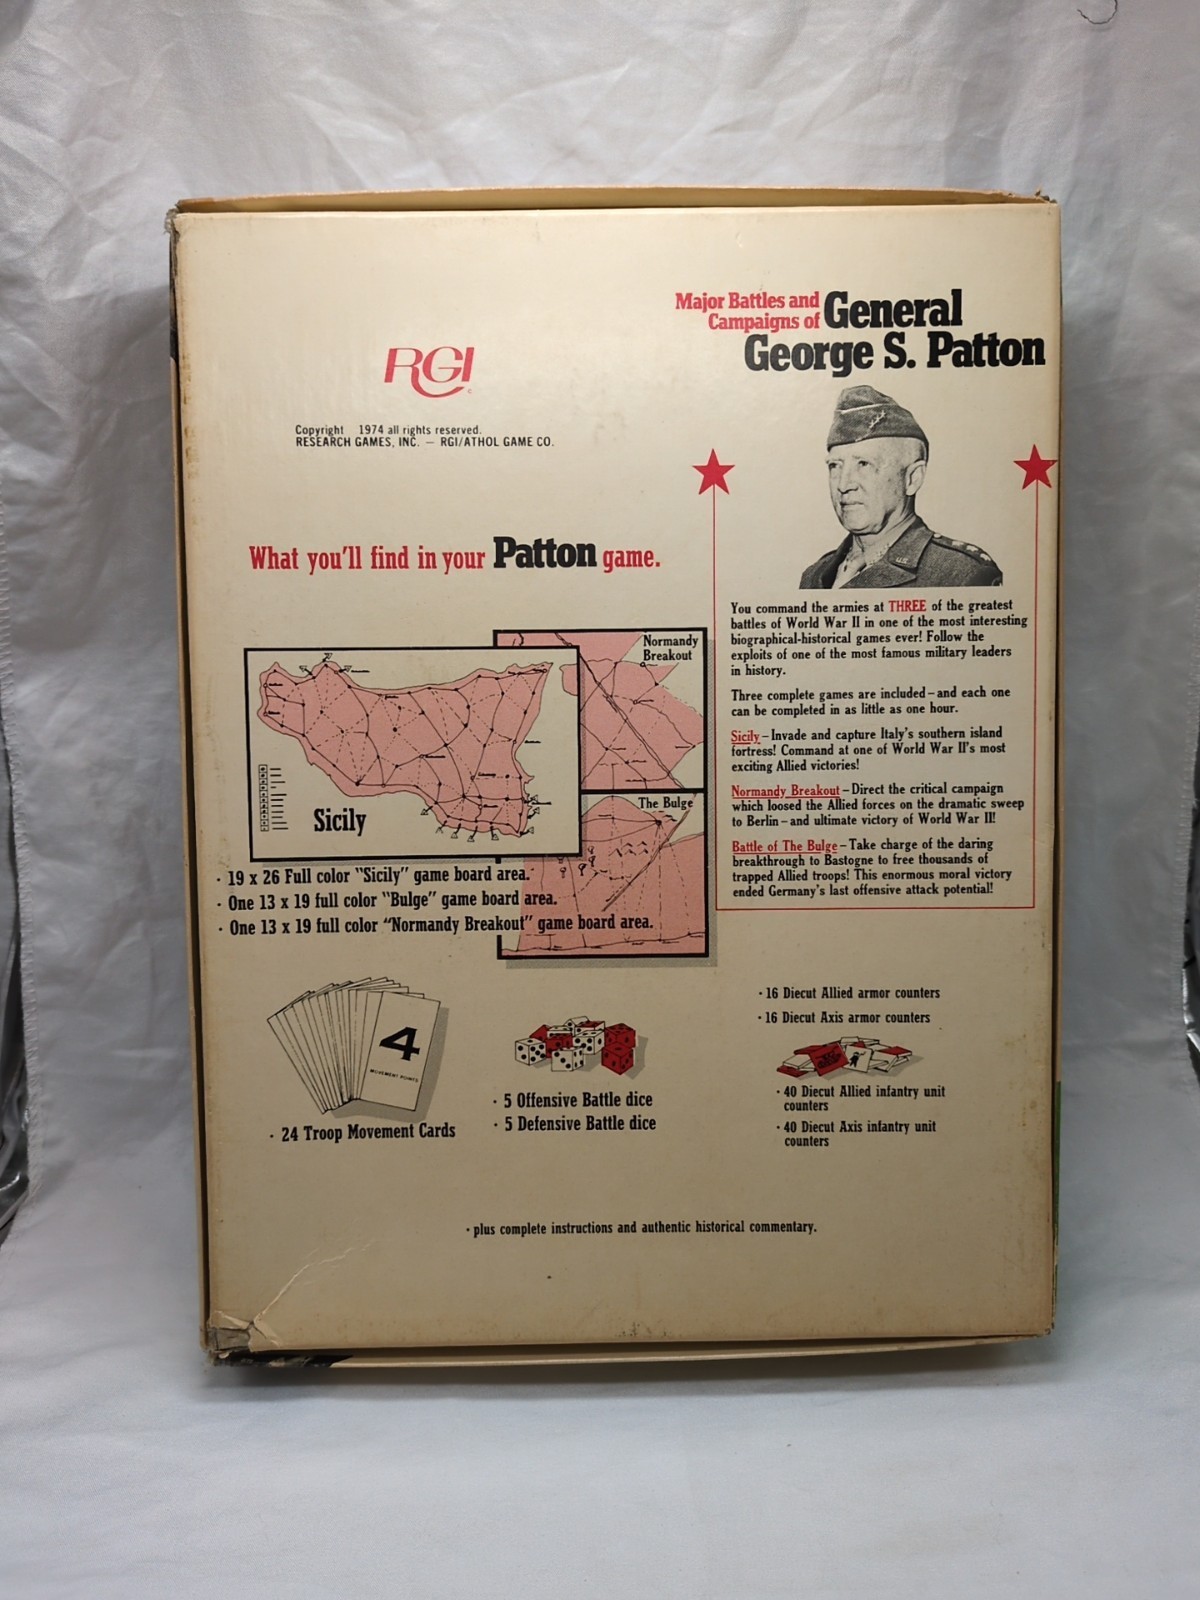 Major Battles and
Campaigns of General
George S. Patton
RGI
Copyright 1974 all rights reserved.
RESEARCH GAMES, INC. — RGI/ATHOL GAME CO.
What you'll find in your Patton game.
Normandy
Breakout
The Bulge
Sicily
· 19 x 26 Full color "Sicily" game board area.
· One 13 x 19 full color "Bulge" game board area.
· One 13 x 19 full color "Normandy Breakout" game board area.
You command the armies at THREE of the greatest
battles of World War II in one of the most interesting
biographical-historical games ever! Follow the
exploits of one of the most famous military leaders
in history.
Three complete games are included – and each one
can be completed in as little as one hour.
Sicily – Invade and capture Italy's southern island
fortress! Command at one of World War II's most
exciting Allied victories!
Normandy Breakout – Direct the critical campaign
which loosed the Allied forces on the dramatic sweep
to Berlin – and ultimate victory of World War II!
Battle of The Bulge – Take charge of the daring
breakthrough to Bastogne to free thousands of
trapped Allied troops! This enormous moral victory
ended Germany's last offensive attack potential!
4
MOVEMENT POINTS
· 24 Troop Movement Cards
· 5 Offensive Battle dice
· 5 Defensive Battle dice
· 16 Diecut Allied armor counters
· 16 Diecut Axis armor counters
· 40 Diecut Allied infantry unit
counters
· 40 Diecut Axis infantry unit
counters
· plus complete instructions and authentic historical commentary.